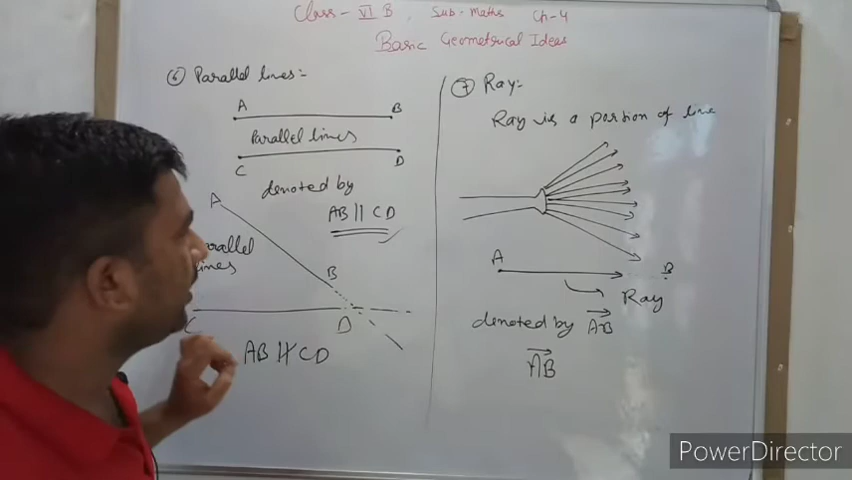 Class - VI B, Sub - Maths Ch-4
Basic Geometrical Ideas
⑥ Parallel lines :-
A B
Parallel lines
C D
denoted by
AB || CD
A
lines
B
C D
AB ∦ CD
⑦ Ray :-
Ray is a portion of line
A B
Ray
denoted by AB
AB
PowerDirector